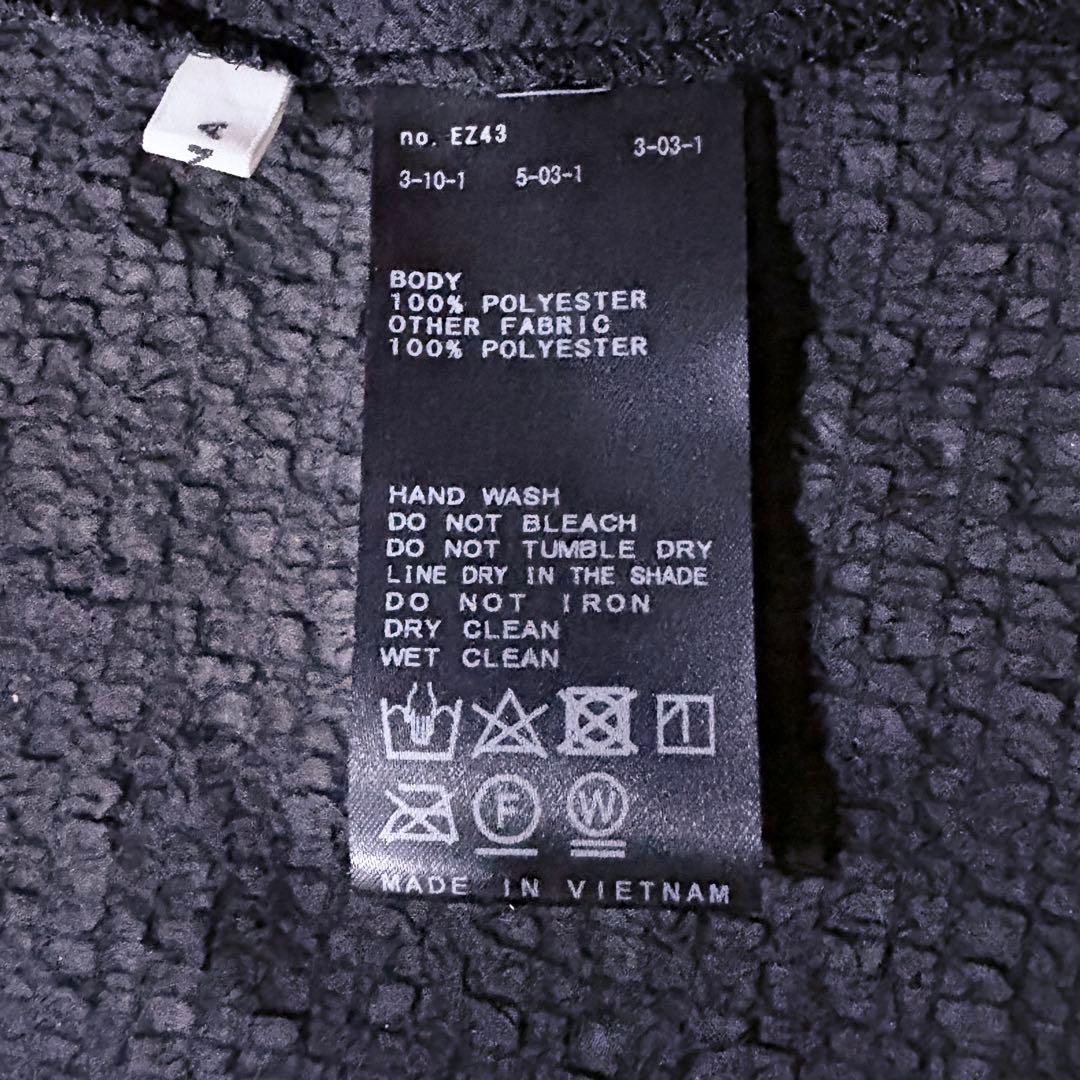 no. EZ43
3-03-1
3-10-1 5-03-1
BODY
100% POLYESTER
OTHER FABRIC
100% POLYESTER
HAND WASH
DO NOT BLEACH
DO NOT TUMBLE DRY
LINE DRY IN THE SHADE
DO NOT IRON
DRY CLEAN
WET CLEAN
F W
MADE IN VIETNAM